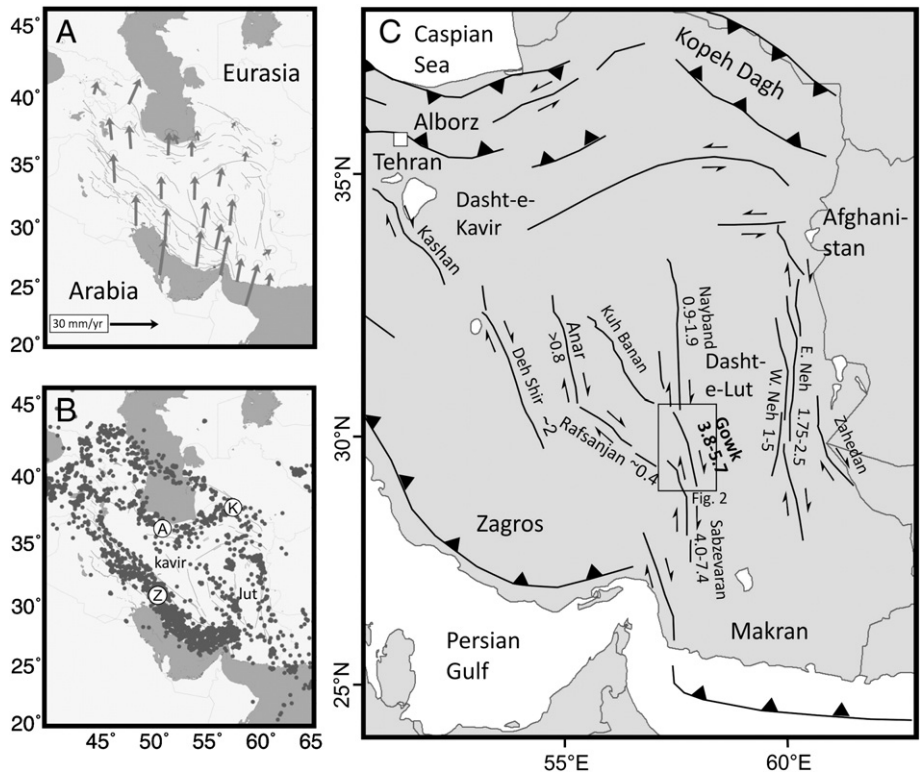 A
Eurasia
Arabia
30 mm/yr
45˚
40˚
35˚
30˚
25˚
20˚
B
A
K
kavir
Z
lut
45˚
40˚
35˚
30˚
25˚
20˚
45˚ 50˚ 55˚ 60˚ 65
C
Caspian
Sea
Kopeh Dagh
Alborz
Tehran
35°N
Dasht-e-
Kavir
Kashan
Afghani-
stan
Nayband
0.9-1.9
Anar
>0.8
Kuh Banan
Deh Shir
~2
Dasht-
e-Lut
E. Neh 1.75-2.5
W. Neh 1-5
Zahedan
30°N
Rafsanjan ~0.4
Gowk
3.8-5.7
Fig. 2
Sabzevaran
4.0-7.4
Zagros
Makran
Persian
Gulf
25°N
55°E 60°E